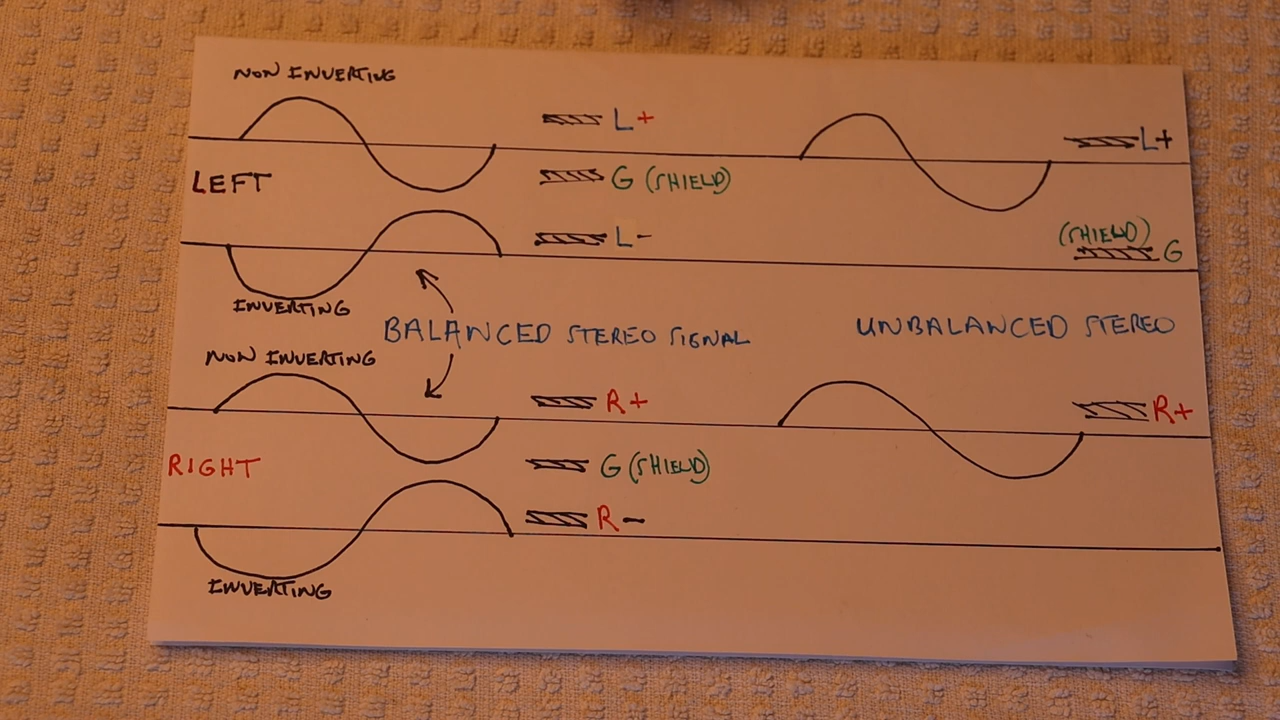 NON INVERTING
L+
L+
LEFT
G (SHIELD)
L-
(SHIELD)
G
INVERTING
BALANCED STEREO SIGNAL
UNBALANCED STEREO
NON INVERTING
R+
R+
RIGHT
G (SHIELD)
R-
INVERTING